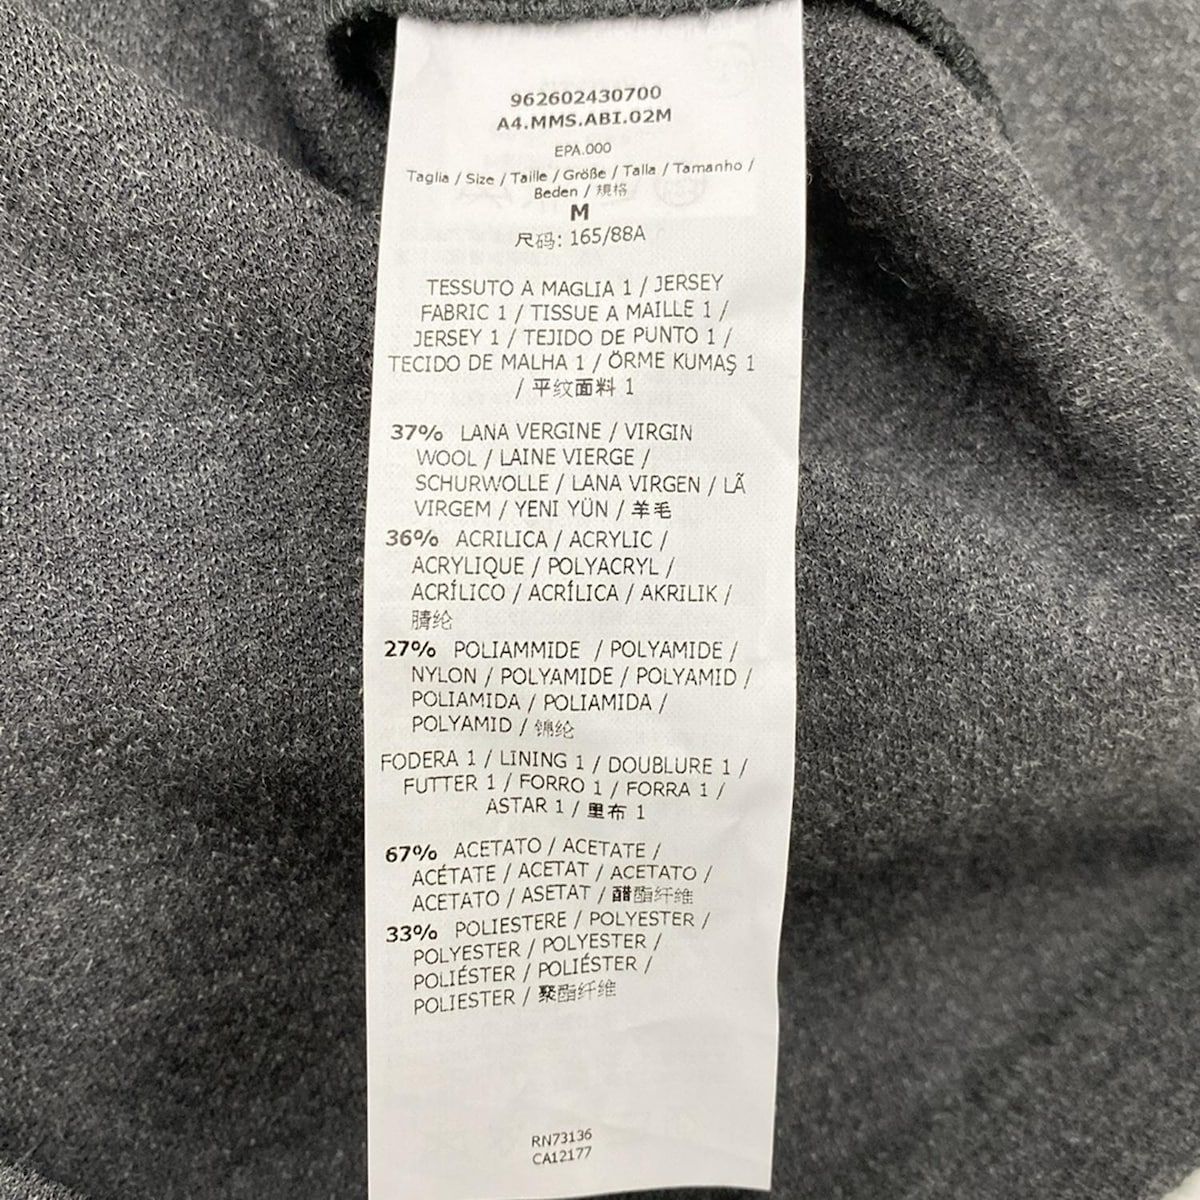 962602430700
A4.MMS.ABI.02M
EPA.000
Taglia / Size / Taille / Größe / Talla / Tamanho /
Beden / 規格
M
尺码: 165/88A
TESSUTO A MAGLIA 1 / JERSEY
FABRIC 1 / TISSUE A MAILLE 1 /
JERSEY 1 / TEJIDO DE PUNTO 1 /
TECIDO DE MALHA 1 / ÖRME KUMAŞ 1
/ 平纹面料 1
37% LANA VERGINE / VIRGIN
WOOL / LAINE VIERGE /
SCHURWOLLE / LANA VIRGEN / LÃ
VIRGEM / YENI YÜN / 羊毛
36% ACRILICA / ACRYLIC /
ACRYLIQUE / POLYACRYL /
ACRÍLICO / ACRÍLICA / AKRILIK /
腈纶
27% POLIAMMIDE / POLYAMIDE /
NYLON / POLYAMIDE / POLYAMID /
POLIAMIDA / POLIAMIDA /
POLYAMID / 锦纶
FODERA 1 / LINING 1 / DOUBLURE 1 /
FUTTER 1 / FORRO 1 / FORRA 1 /
ASTAR 1 / 里布 1
67% ACETATO / ACETATE /
ACÉTATE / ACETAT / ACETATO /
ACETATO / ASETAT / 醋酯纤维
33% POLIESTERE / POLYESTER /
POLYESTER / POLYESTER /
POLIÉSTER / POLIÉSTER /
POLIESTER / 聚酯纤维
RN73136
CA12177